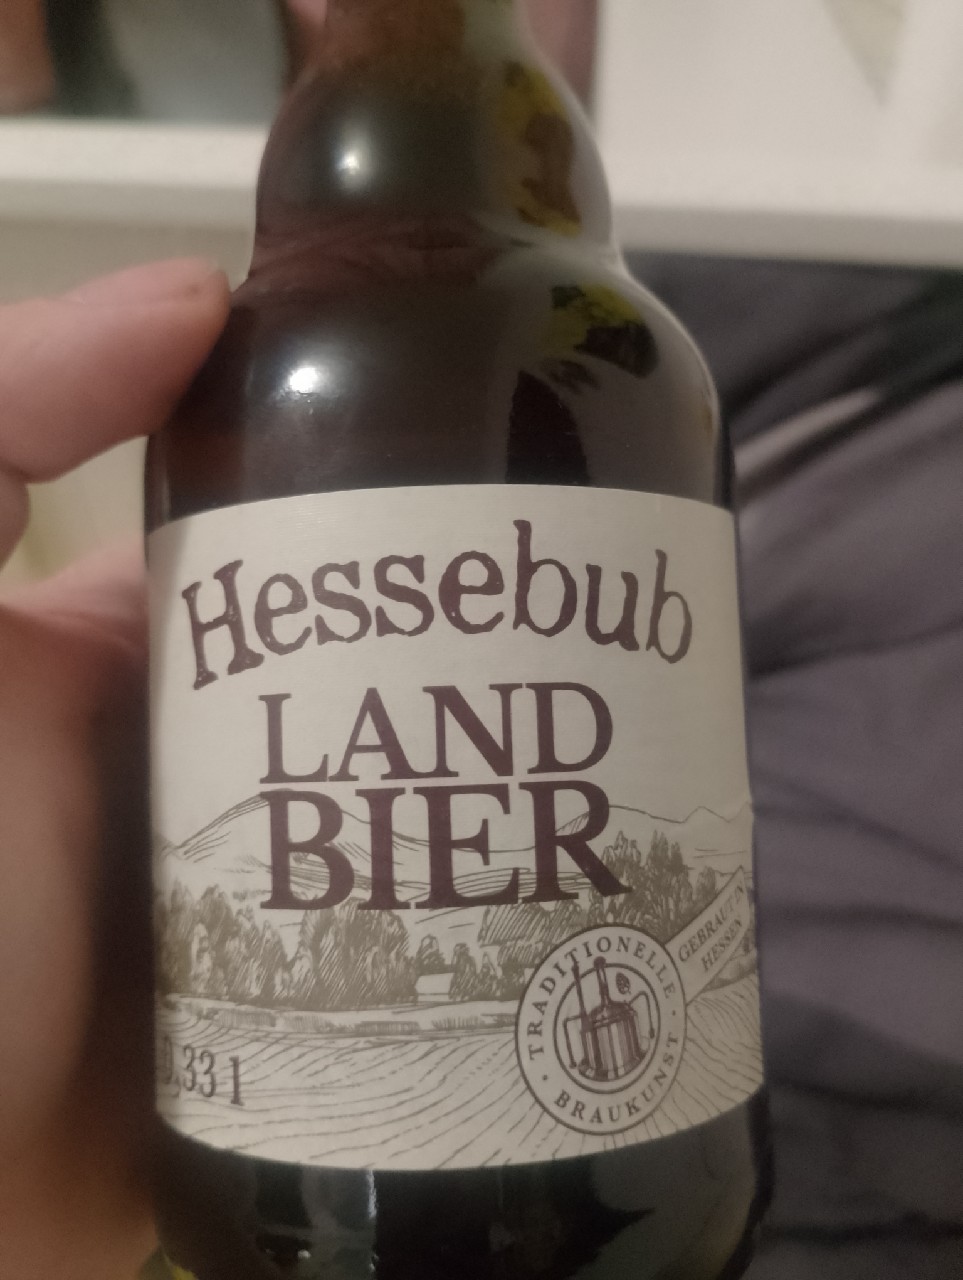 Hessebub
LAND
BIER
GEBRAUT IN
HESSEN
TRADITIONELLE
BRAUKUNST
0,33 l